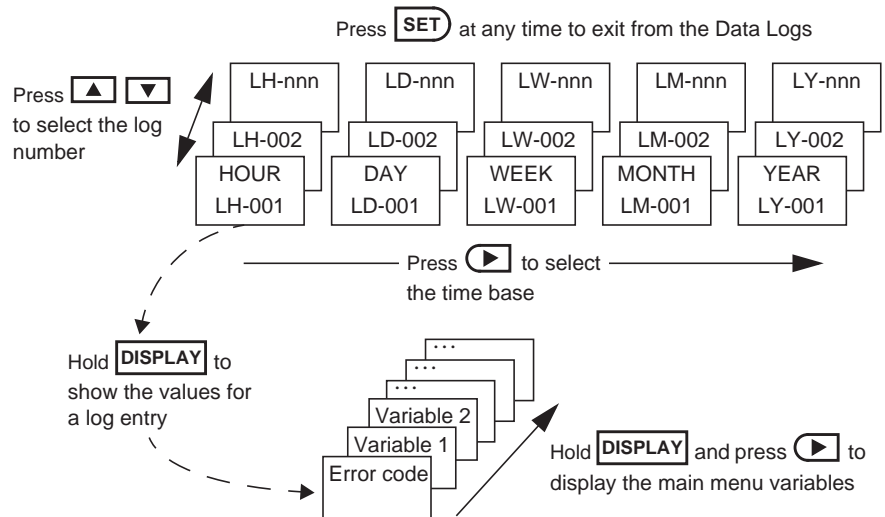 Press SET at any time to exit from the Data Logs
Press ▲ ▼
to select the log
number
LH-nnn LD-nnn LW-nnn LM-nnn LY-nnn
LH-002 LD-002 LW-002 LM-002 LY-002
HOUR DAY WEEK MONTH YEAR
LH-001 LD-001 LW-001 LM-001 LY-001
Press ▶ to select
the time base
Hold DISPLAY to
show the values for
a log entry
...
...
...
Variable 2
Variable 1
Error code
Hold DISPLAY and press ▶ to
display the main menu variables